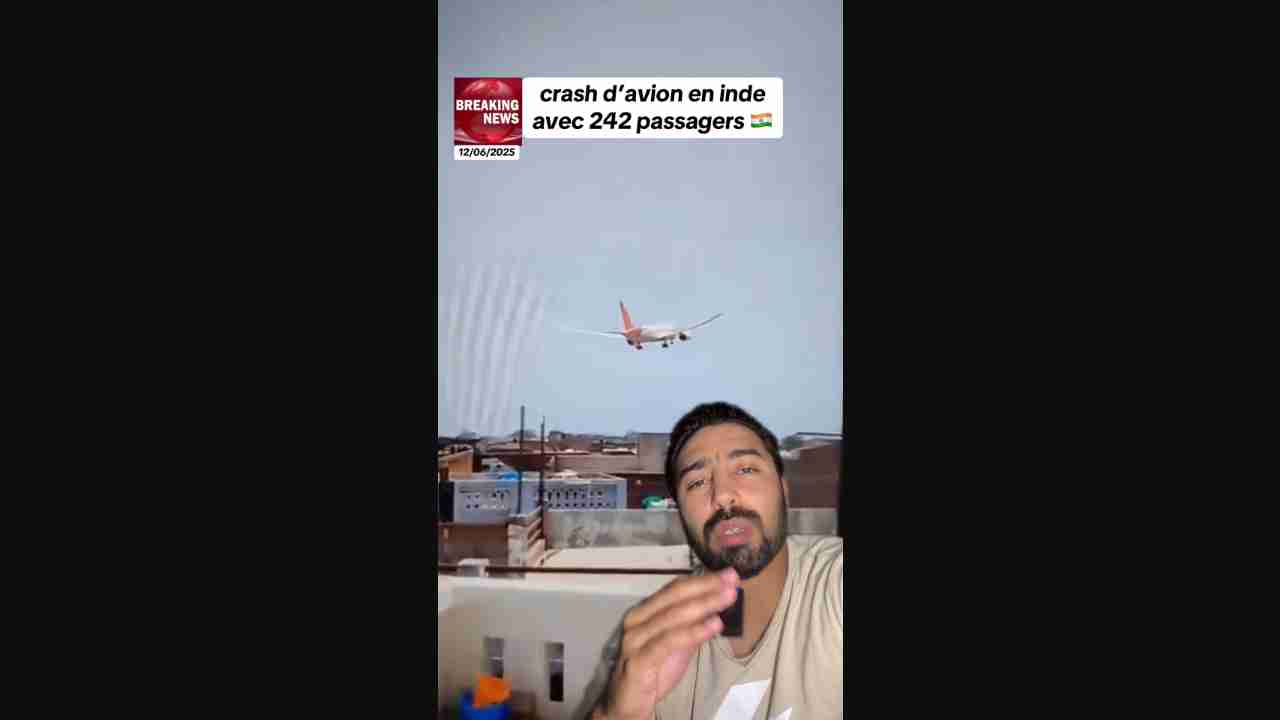 BREAKING
NEWS
12/06/2025
crash d’avion en inde
avec 242 passagers 🇮🇳